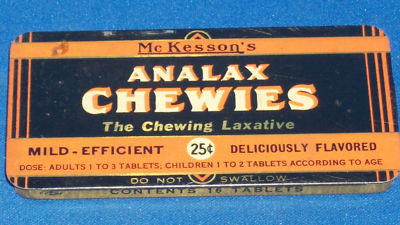 McKesson's
ANALAX
CHEWIES
The Chewing Laxative
MILD - EFFICIENT 25¢ DELICIOUSLY FLAVORED
DOSE: ADULTS 1 TO 3 TABLETS; CHILDREN 1 TO 2 TABLETS ACCORDING TO AGE
DO NOT SWALLOW
CONTENTS 16 TABLETS